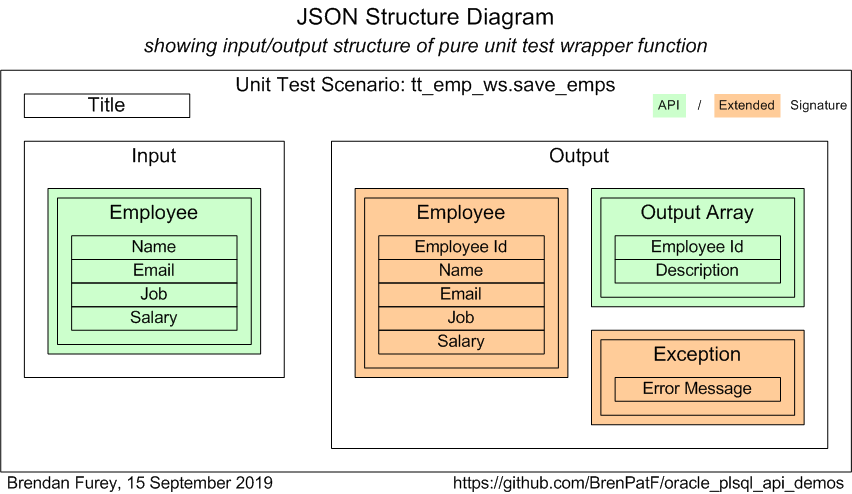 JSON Structure Diagram
showing input/output structure of pure unit test wrapper function
Unit Test Scenario: tt_emp_ws.save_emps
Title
API / Extended Signature
Input
Employee
Name
Email
Job
Salary
Output
Employee
Employee Id
Name
Email
Job
Salary
Output Array
Employee Id
Description
Exception
Error Message
Brendan Furey, 15 September 2019
https://github.com/BrenPatF/oracle_plsql_api_demos